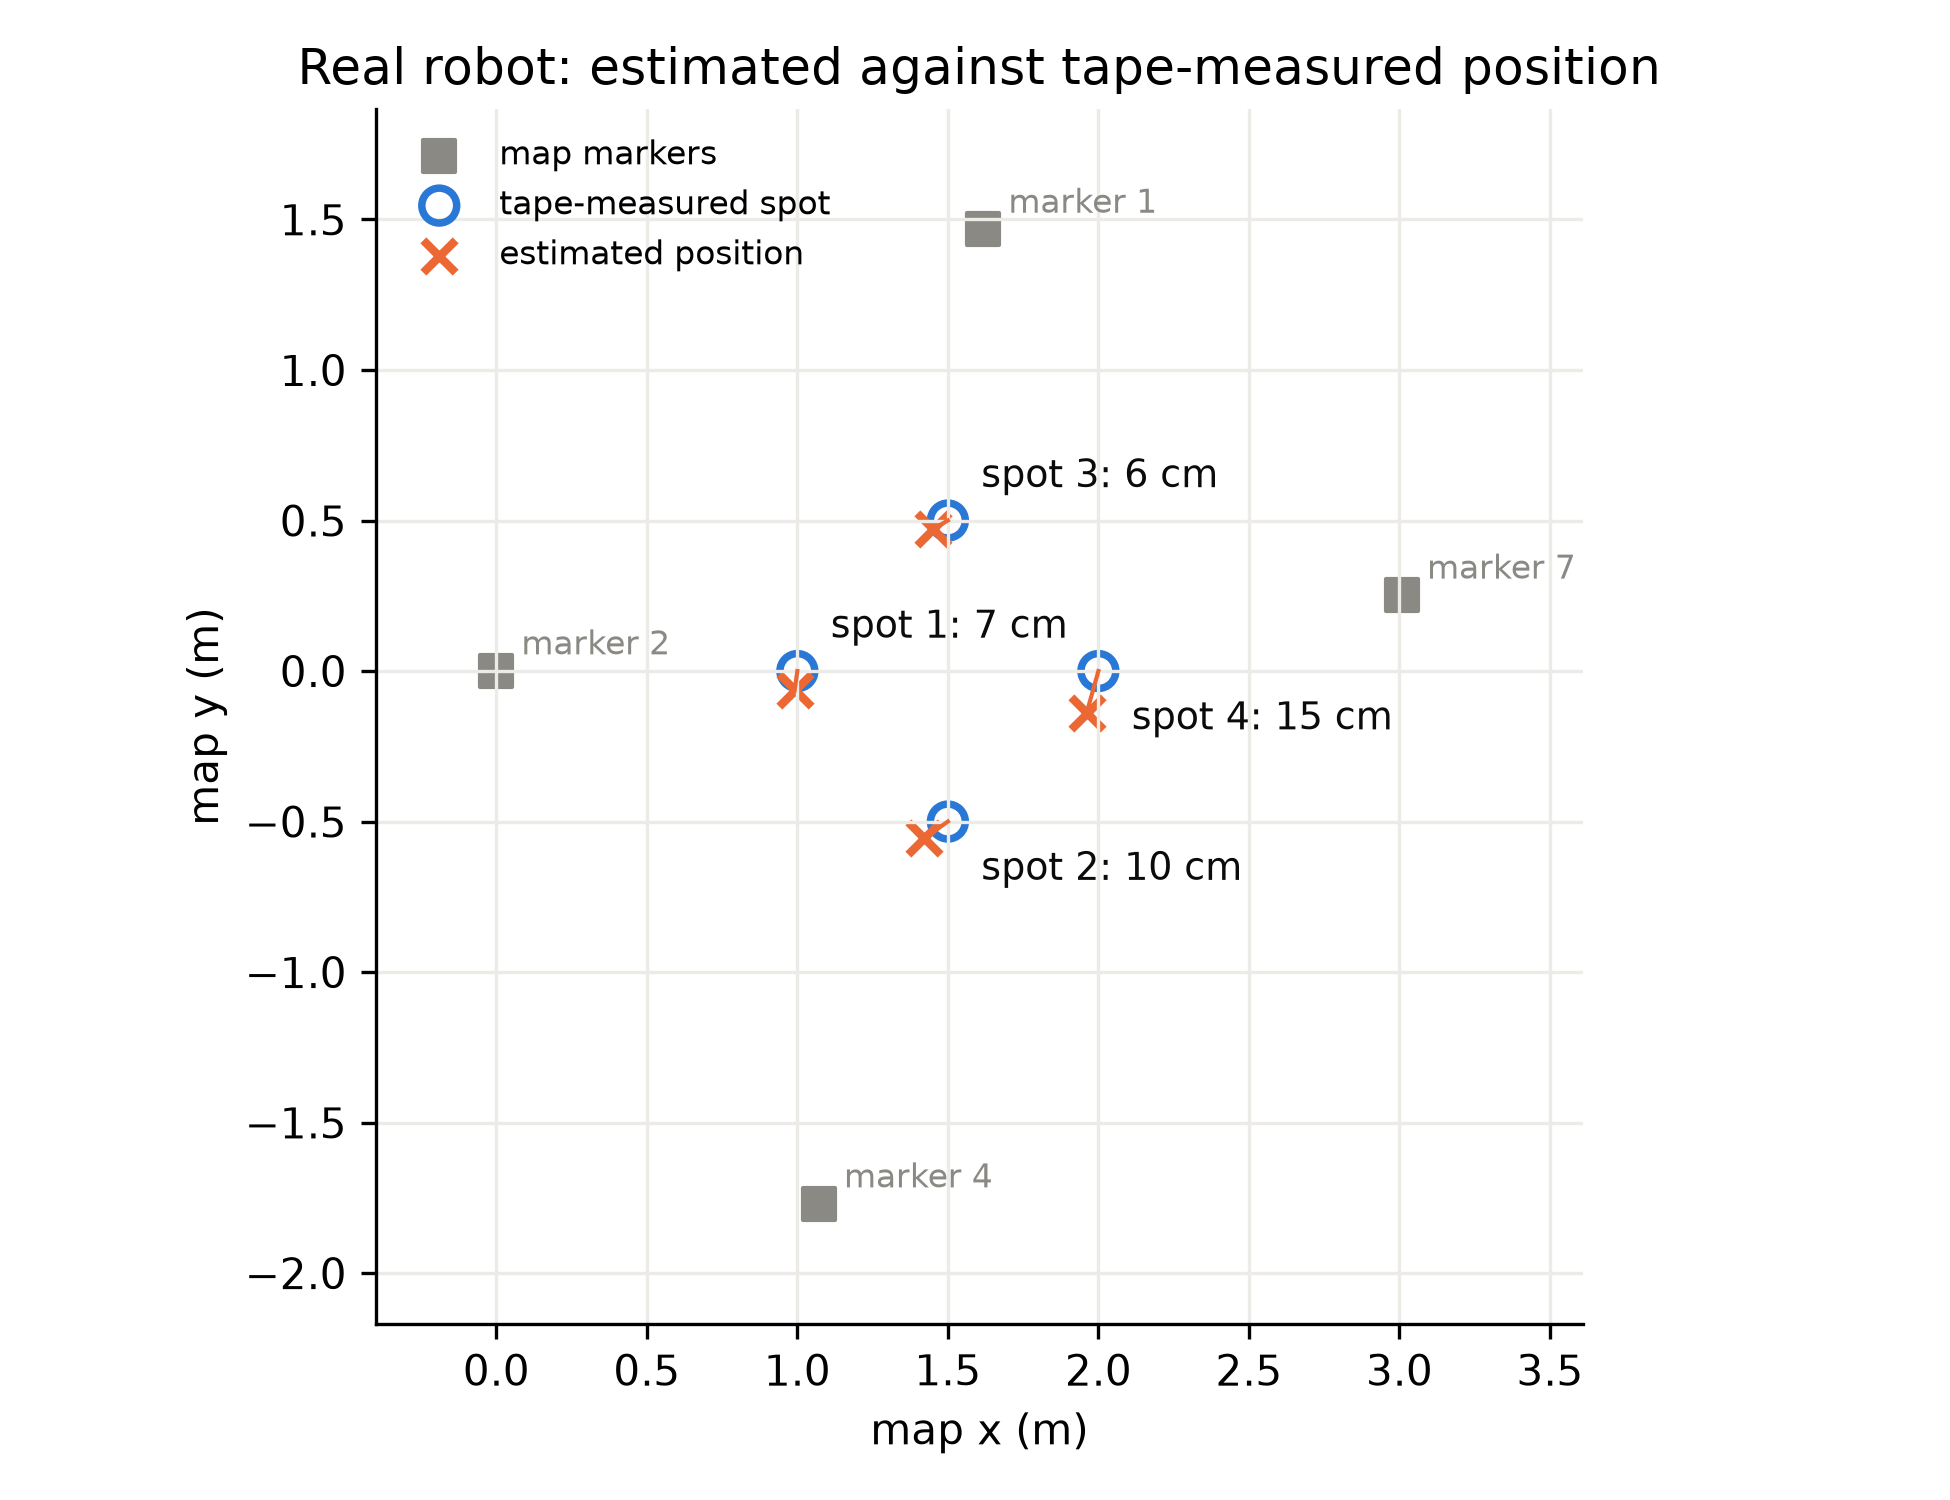 Real robot: estimated against tape-measured position
map markers
tape-measured spot
estimated position
marker 1
1.5
1.0
spot 3: 6 cm
0.5
marker 7
spot 1: 7 cm
marker 2
0.0
spot 4: 15 cm
map y (m)
−0.5
spot 2: 10 cm
−1.0
−1.5
marker 4
−2.0
0.0 0.5 1.0 1.5 2.0 2.5 3.0 3.5
map x (m)